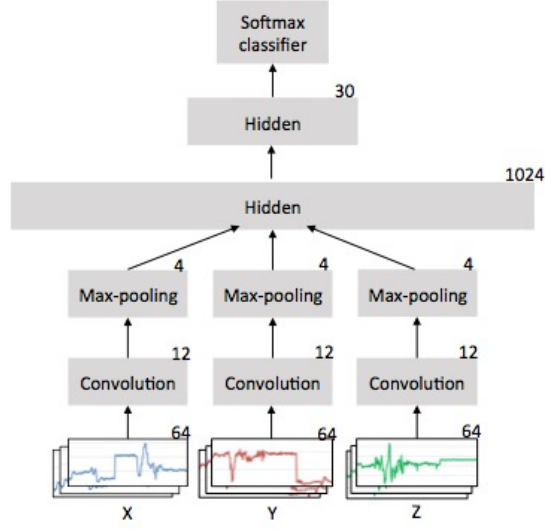 Softmax
classifier
30
Hidden
1024
Hidden
4 4 4
Max-pooling Max-pooling Max-pooling
12 12 12
Convolution Convolution Convolution
64 64 64
X Y Z